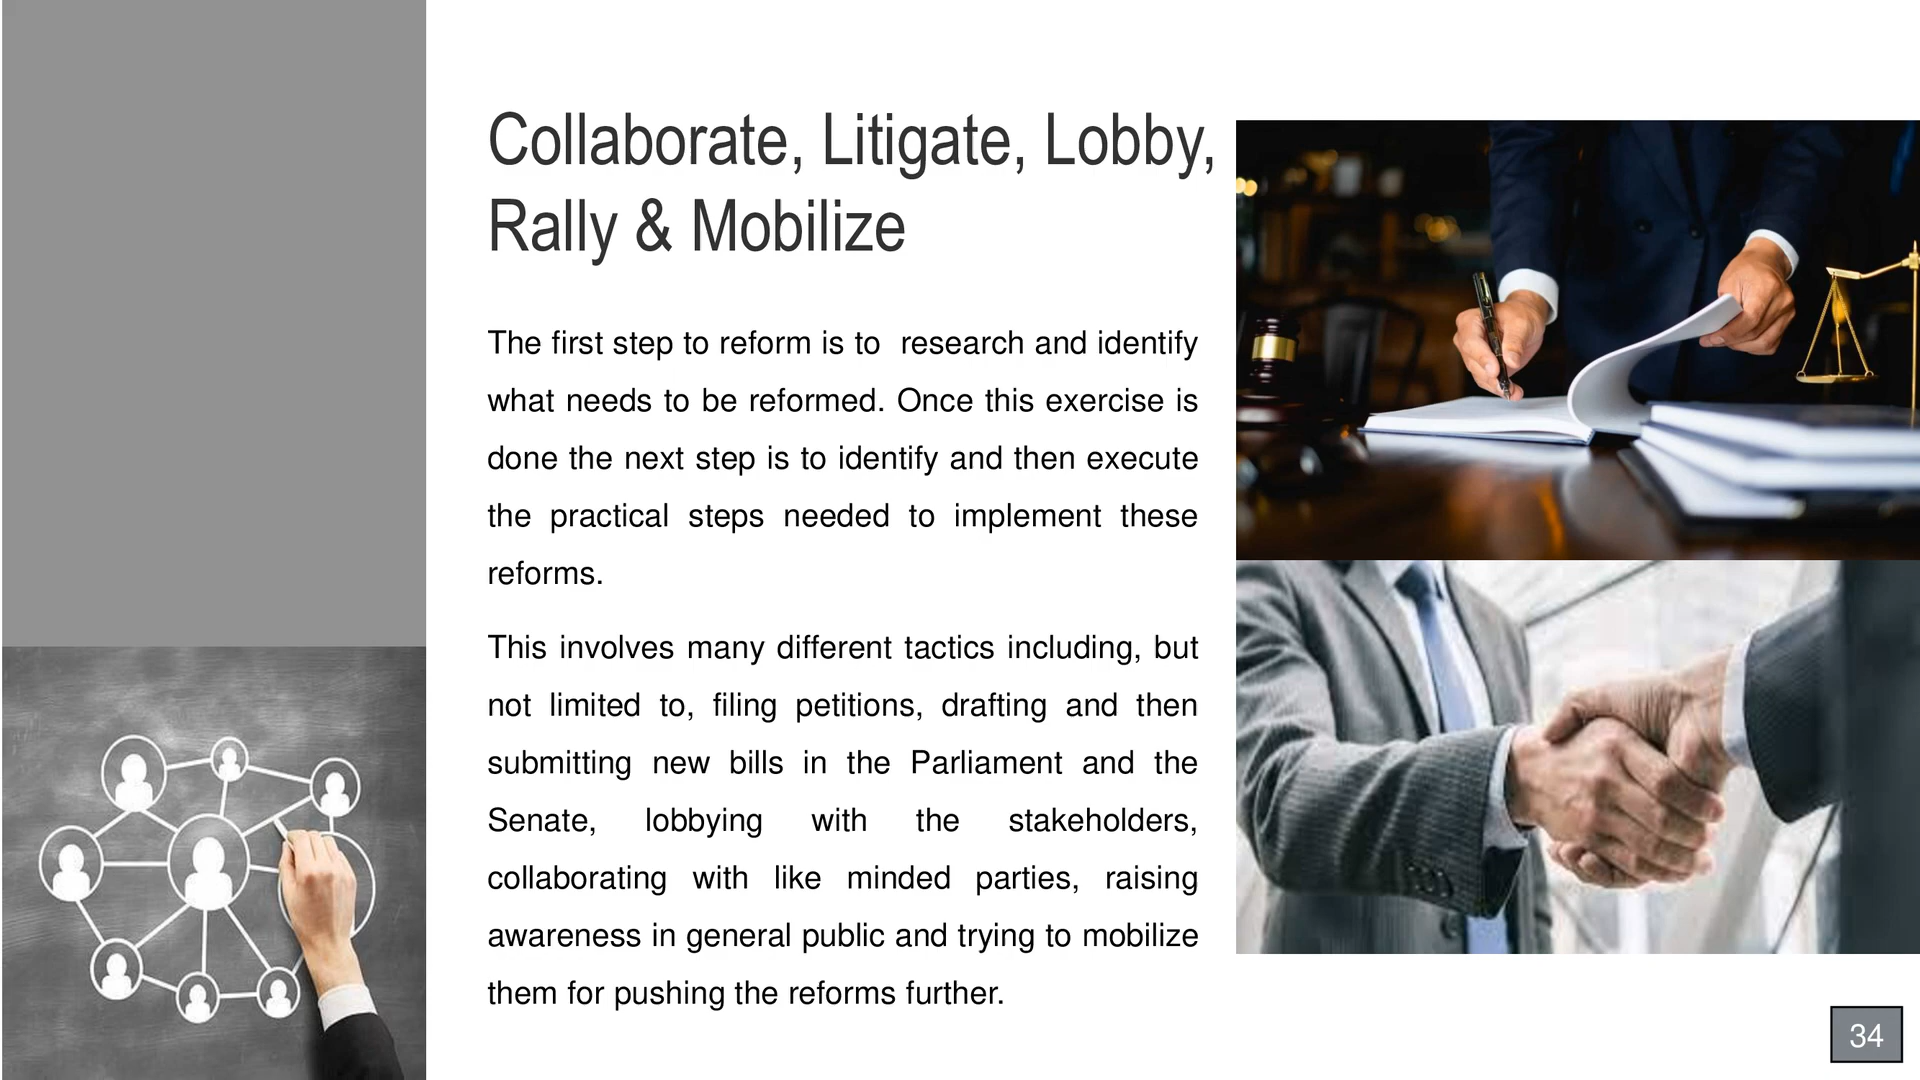 Collaborate, Litigate, Lobby,
Rally & Mobilize
The first step to reform is to  research and identify
what needs to be reformed. Once this exercise is
done the next step is to identify and then execute
the practical steps needed to implement these
reforms.
This involves many different tactics including, but
not limited to, filing petitions, drafting and then
submitting new bills in the Parliament and the
Senate, lobbying with the stakeholders,
collaborating with like minded parties, raising
awareness in general public and trying to mobilize
them for pushing the reforms further.
34